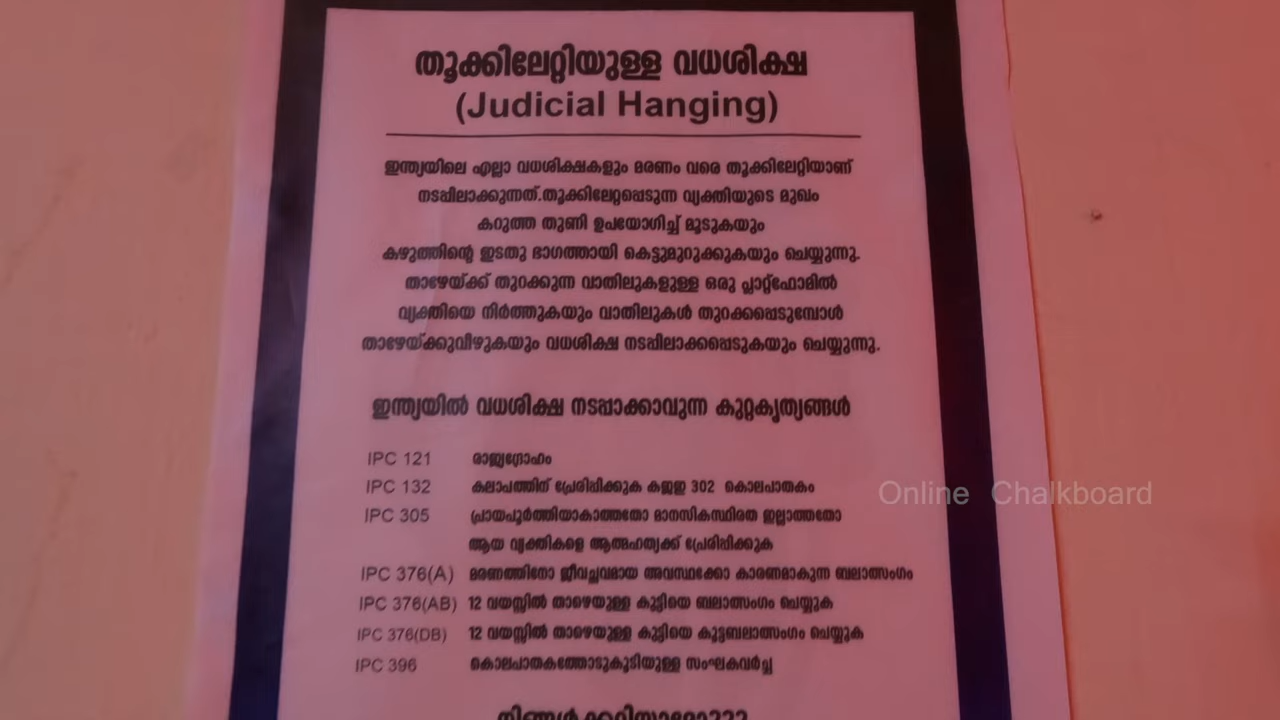 തൂക്കിലേറ്റിയുള്ള വധശിക്ഷ
(Judicial Hanging)
ഇന്ത്യയിലെ എല്ലാ വധശിക്ഷകളും മരണം വരെ തൂക്കിലേറ്റിയാണ്
നടപ്പിലാക്കുന്നത്.തൂക്കിലേറ്റപ്പെടുന്ന വ്യക്തിയുടെ മുഖം
കറുത്ത തുണി ഉപയോഗിച്ച് മൂടുകയും
കഴുത്തിന്റെ ഇടതു ഭാഗത്തായി കെട്ടുമുറുക്കുകയും ചെയ്യുന്നു.
താഴേയ്ക്ക് തുറക്കുന്ന വാതിലുകളുള്ള ഒരു പ്ലാറ്റ്ഫോമിൽ
വ്യക്തിയെ നിർത്തുകയും വാതിലുകൾ തുറക്കപ്പെടുമ്പോൾ
താഴേയ്ക്കുവീഴുകയും വധശിക്ഷ നടപ്പിലാക്കപ്പെടുകയും ചെയ്യുന്നു.
ഇന്ത്യയിൽ വധശിക്ഷ നടപ്പാക്കാവുന്ന കുറ്റകൃത്യങ്ങൾ
IPC 121 രാജ്യദ്രോഹം
IPC 132 കലാപത്തിന് പ്രേരിപ്പിക്കുക കജഇ 302 കൊലപാതകം
IPC 305 പ്രായപൂർത്തിയാകാത്തതോ മാനസികസ്ഥിരത ഇല്ലാത്തതോ
ആയ വ്യക്തികളെ ആത്മഹത്യക്ക് പ്രേരിപ്പിക്കുക
IPC 376(A) മരണത്തിനോ ജീവച്ഛവമായ അവസ്ഥക്കോ കാരണമാകുന്ന ബലാത്സംഗം
IPC 376(AB) 12 വയസ്സിൽ താഴെയുള്ള കുട്ടിയെ ബലാത്സംഗം ചെയ്യുക
IPC 376(DB) 12 വയസ്സിൽ താഴെയുള്ള കുട്ടിയെ കൂട്ടബലാത്സംഗം ചെയ്യുക
IPC 396 കൊലപാതകത്തോടുകൂടിയുള്ള സംഘകവർച്ച
Online Chalkboard